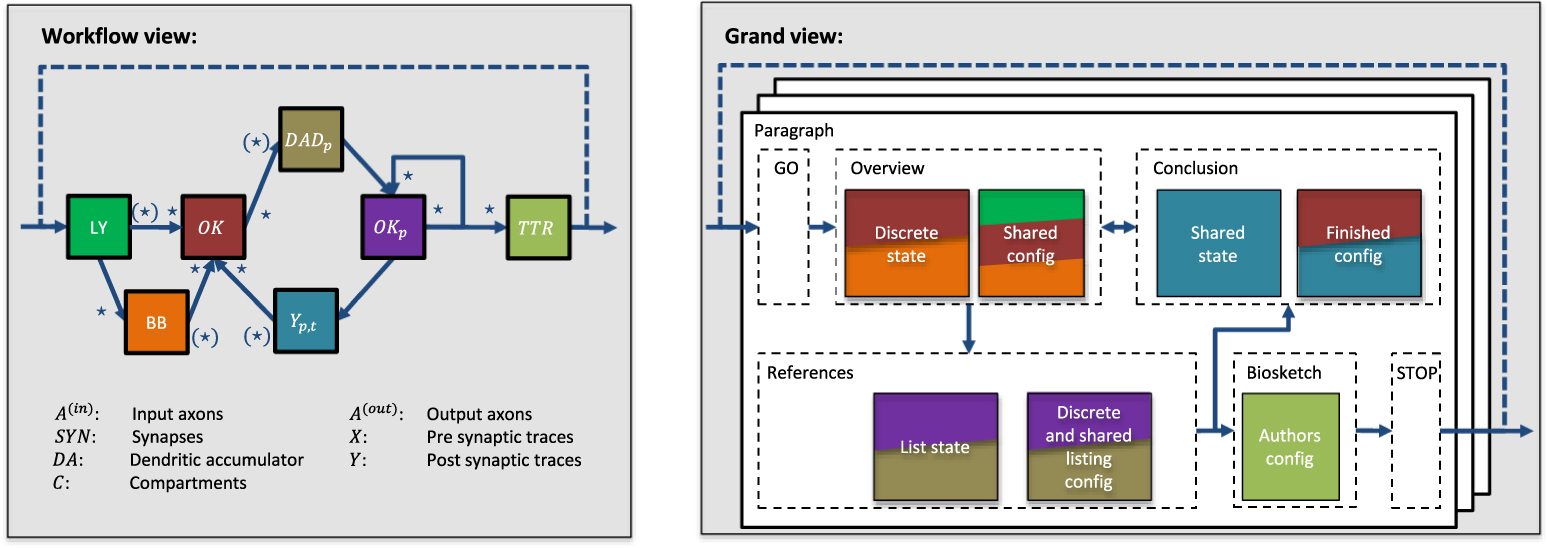 Workflow view:
(⋆)
DAD_p
⋆
⋆
LY
(⋆)
⋆
OK
OK_p
⋆
⋆
TTR
⋆
⋆
⋆
BB
(⋆)
(⋆)
Y_{p,t}
A^{(in)}: Input axons
SYN: Synapses
DA: Dendritic accumulator
C: Compartments
A^{(out)}: Output axons
X: Pre synaptic traces
Y: Post synaptic traces
Grand view:
Paragraph
GO
Overview
Discrete
state
Shared
config
Conclusion
Shared
state
Finished
config
References
List state
Discrete
and shared
listing
config
Biosketch
Authors
config
STOP